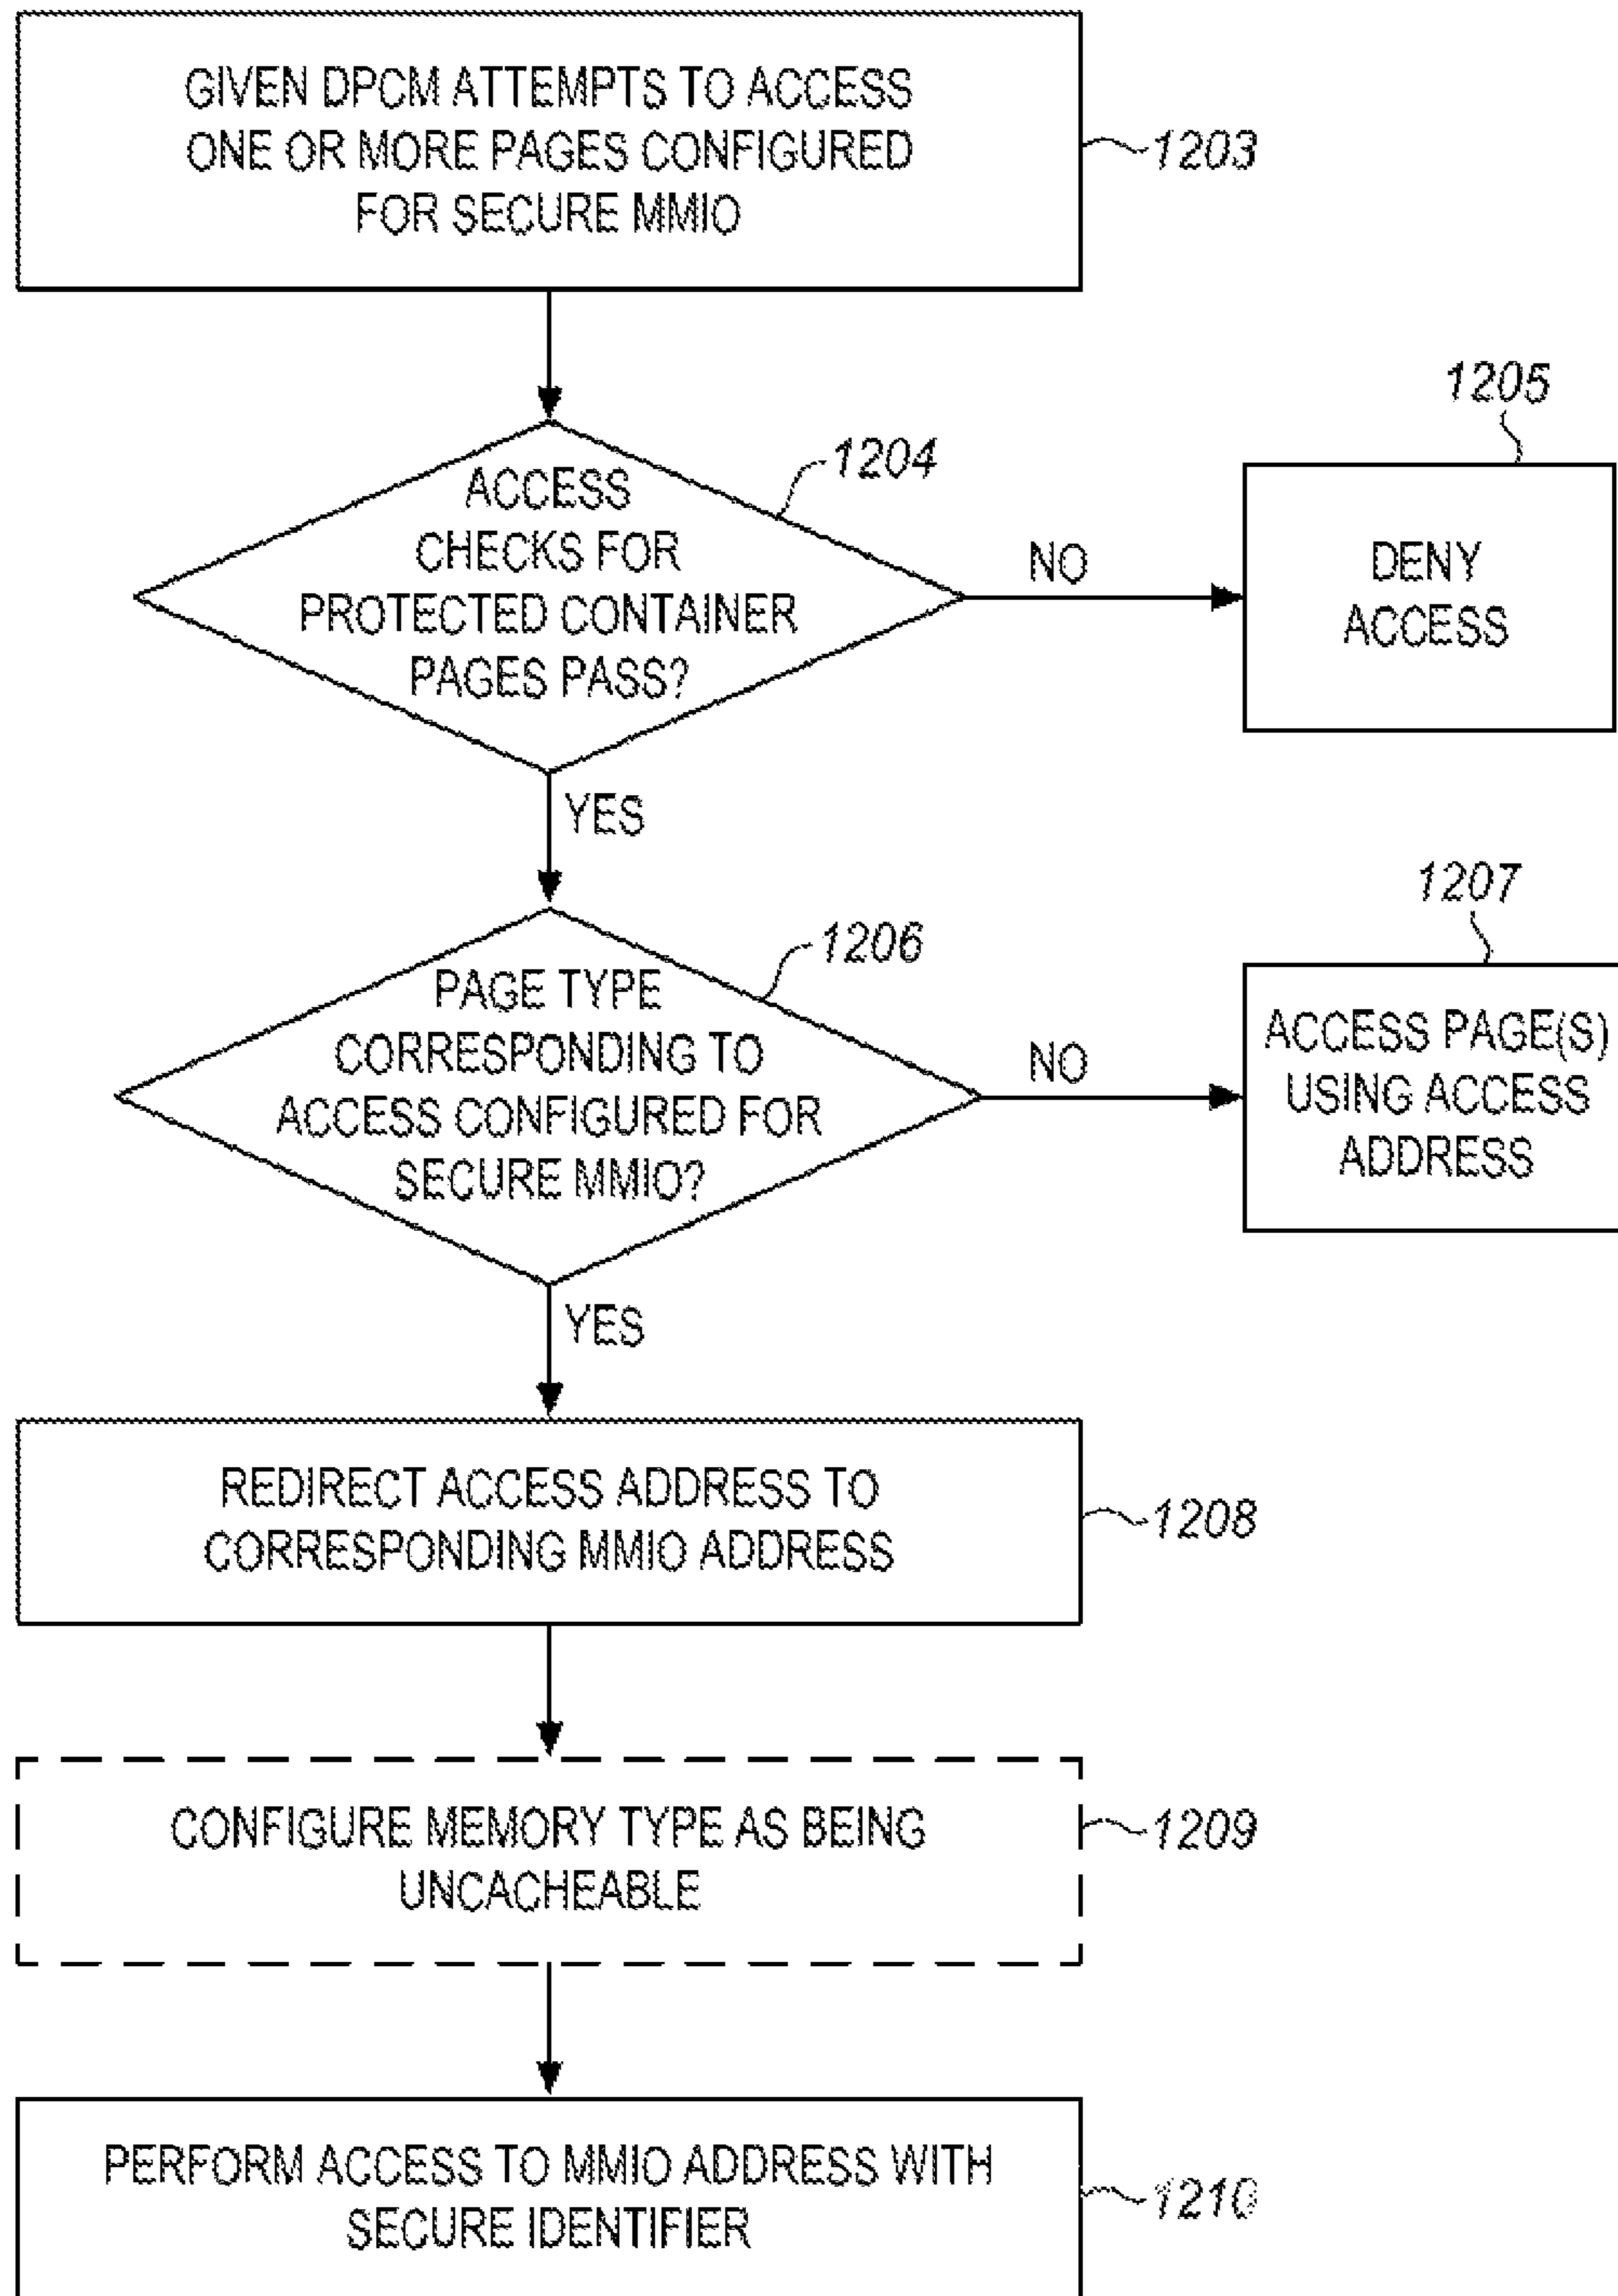 GIVEN DPCM ATTEMPTS TO ACCESS
ONE OR MORE PAGES CONFIGURED
FOR SECURE MMIO
1203
1204
ACCESS
CHECKS FOR
PROTECTED CONTAINER
PAGES PASS?
NO
1205
DENY
ACCESS
YES
1206
PAGE TYPE
CORRESPONDING TO
ACCESS CONFIGURED FOR
SECURE MMIO?
NO
1207
ACCESS PAGE(S)
USING ACCESS
ADDRESS
YES
REDIRECT ACCESS ADDRESS TO
CORRESPONDING MMIO ADDRESS
1208
CONFIGURE MEMORY TYPE AS BEING
UNCACHEABLE
1209
PERFORM ACCESS TO MMIO ADDRESS WITH
SECURE IDENTIFIER
1210